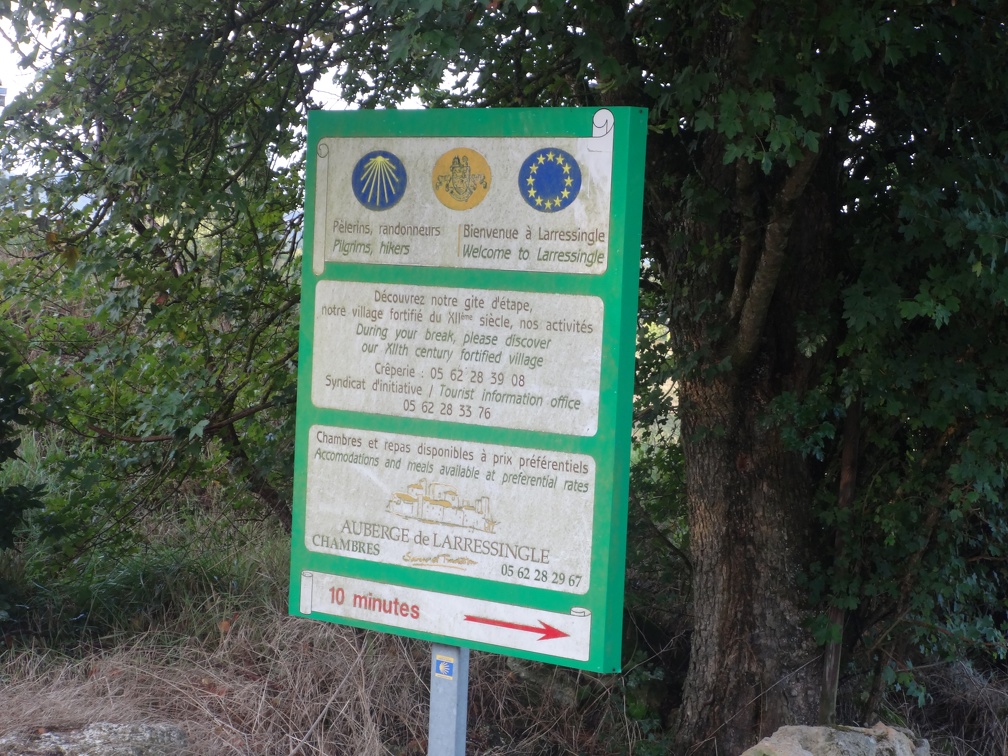 Pèlerins, randonneurs
Pilgrims, hikers
Bienvenue à Larressingle
Welcome to Larressingle
Découvrez notre gîte d'étape,
notre village fortifié du XIIème siècle, nos activités
During your break, please discover
our XIIth century fortified village
Crêperie : 05 62 28 39 08
Syndicat d'initiative / Tourist information office
05 62 28 33 76
Chambres et repas disponibles à prix préférentiels
Accomodations and meals available at preferential rates
AUBERGE de LARRESSINGLE
CHAMBRES
05 62 28 29 67
10 minutes